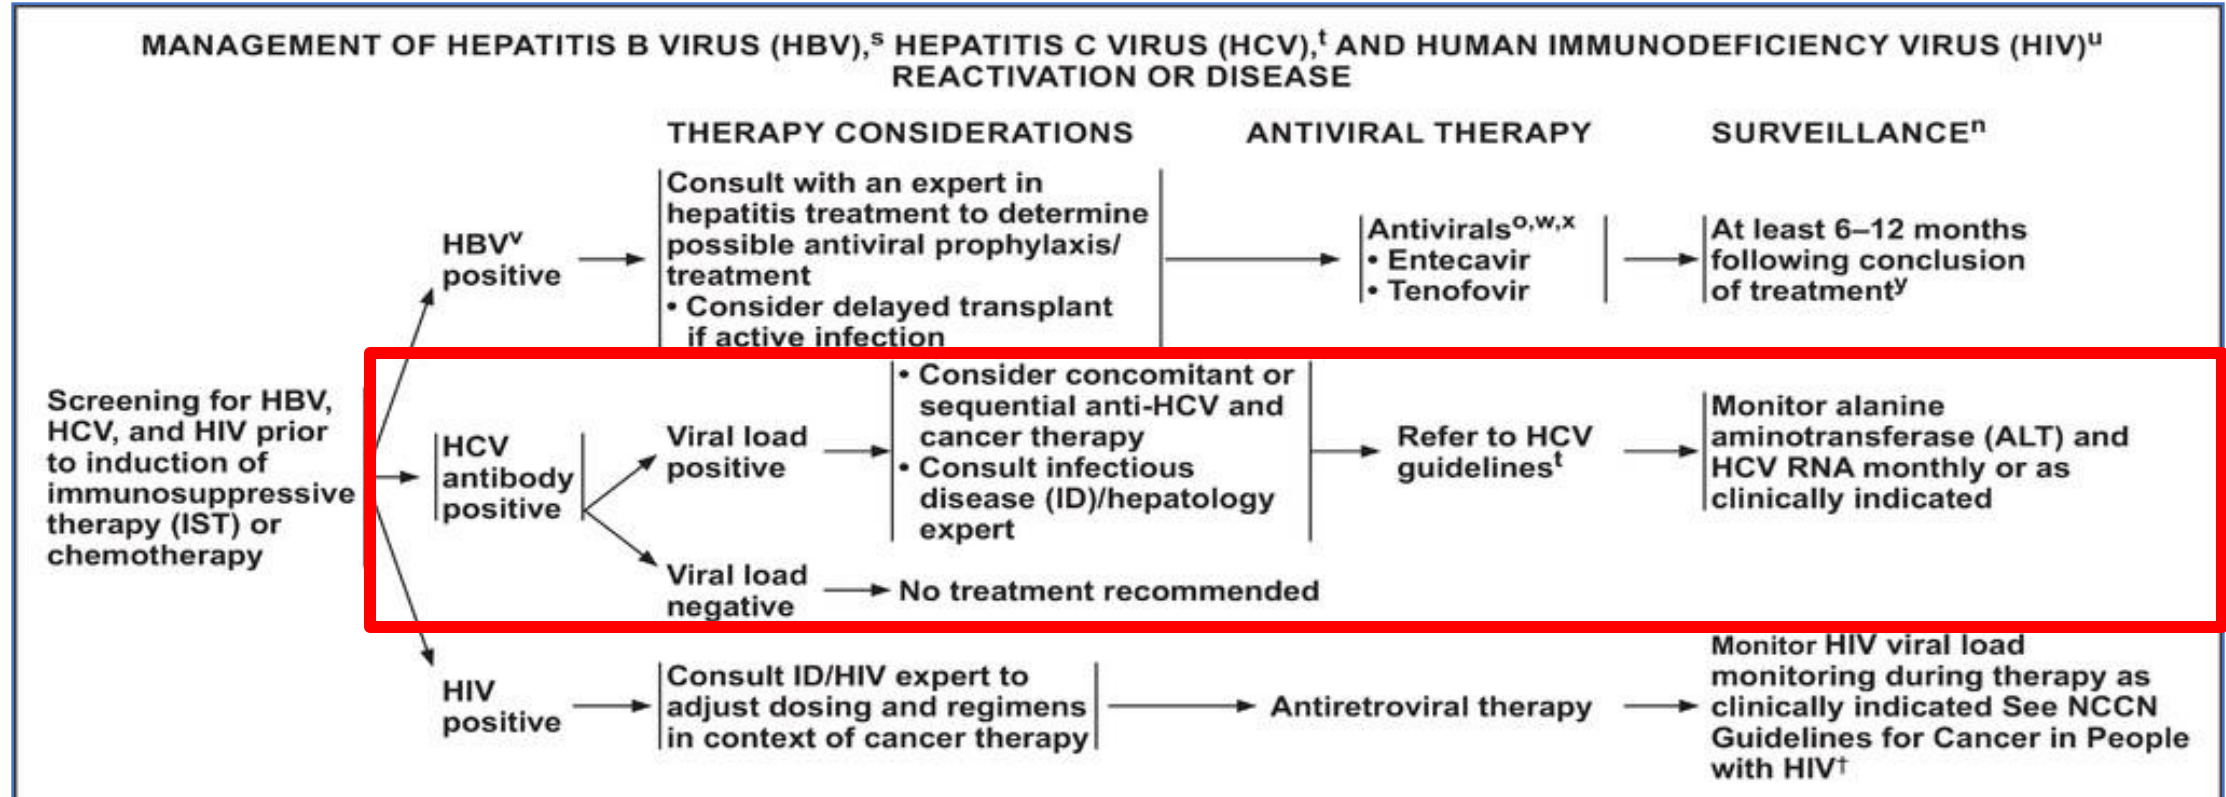 MANAGEMENT OF HEPATITIS B VIRUS (HBV),ˢ HEPATITIS C VIRUS (HCV),ᵗ AND HUMAN IMMUNODEFICIENCY VIRUS (HIV)ᵘ
REACTIVATION OR DISEASE
THERAPY CONSIDERATIONS
ANTIVIRAL THERAPY
SURVEILLANCEⁿ
Screening for HBV,
HCV, and HIV prior
to induction of
immunosuppressive
therapy (IST) or
chemotherapy
HBVᵛ
positive
Consult with an expert in
hepatitis treatment to determine
possible antiviral prophylaxis/
treatment
• Consider delayed transplant
if active infection
Antiviralsᵒ,ʷ,ˣ
• Entecavir
• Tenofovir
At least 6–12 months
following conclusion
of treatmentʸ
HCV
antibody
positive
Viral load
positive
• Consider concomitant or
sequential anti-HCV and
cancer therapy
• Consult infectious
disease (ID)/hepatology
expert
Refer to HCV
guidelinesᵗ
Monitor alanine
aminotransferase (ALT) and
HCV RNA monthly or as
clinically indicated
Viral load
negative
No treatment recommended
HIV
positive
Consult ID/HIV expert to
adjust dosing and regimens
in context of cancer therapy
Antiretroviral therapy
Monitor HIV viral load
monitoring during therapy as
clinically indicated See NCCN
Guidelines for Cancer in People
with HIV†